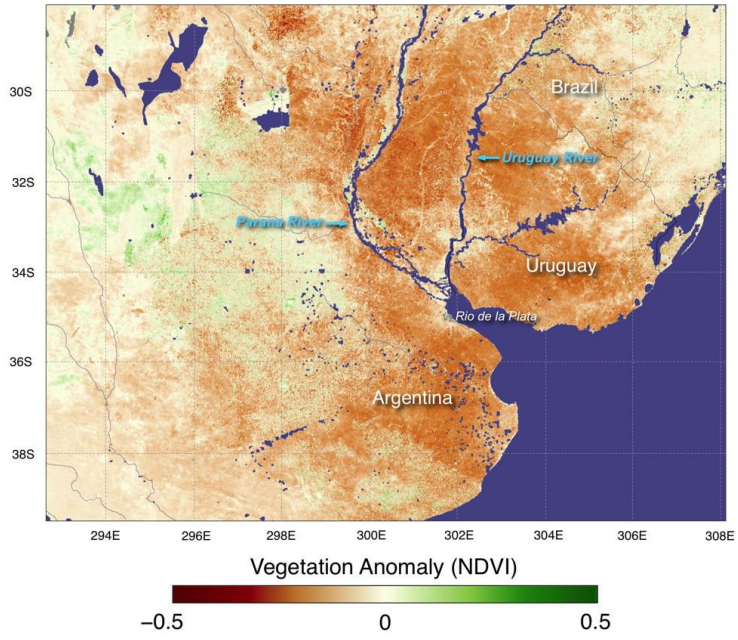 30S
32S
34S
36S
38S
Brazil
Uruguay River
Parana River
Uruguay
Rio de la Plata
Argentina
294E
296E
298E
300E
302E
304E
306E
308E
Vegetation Anomaly (NDVI)
−0.5
0
0.5